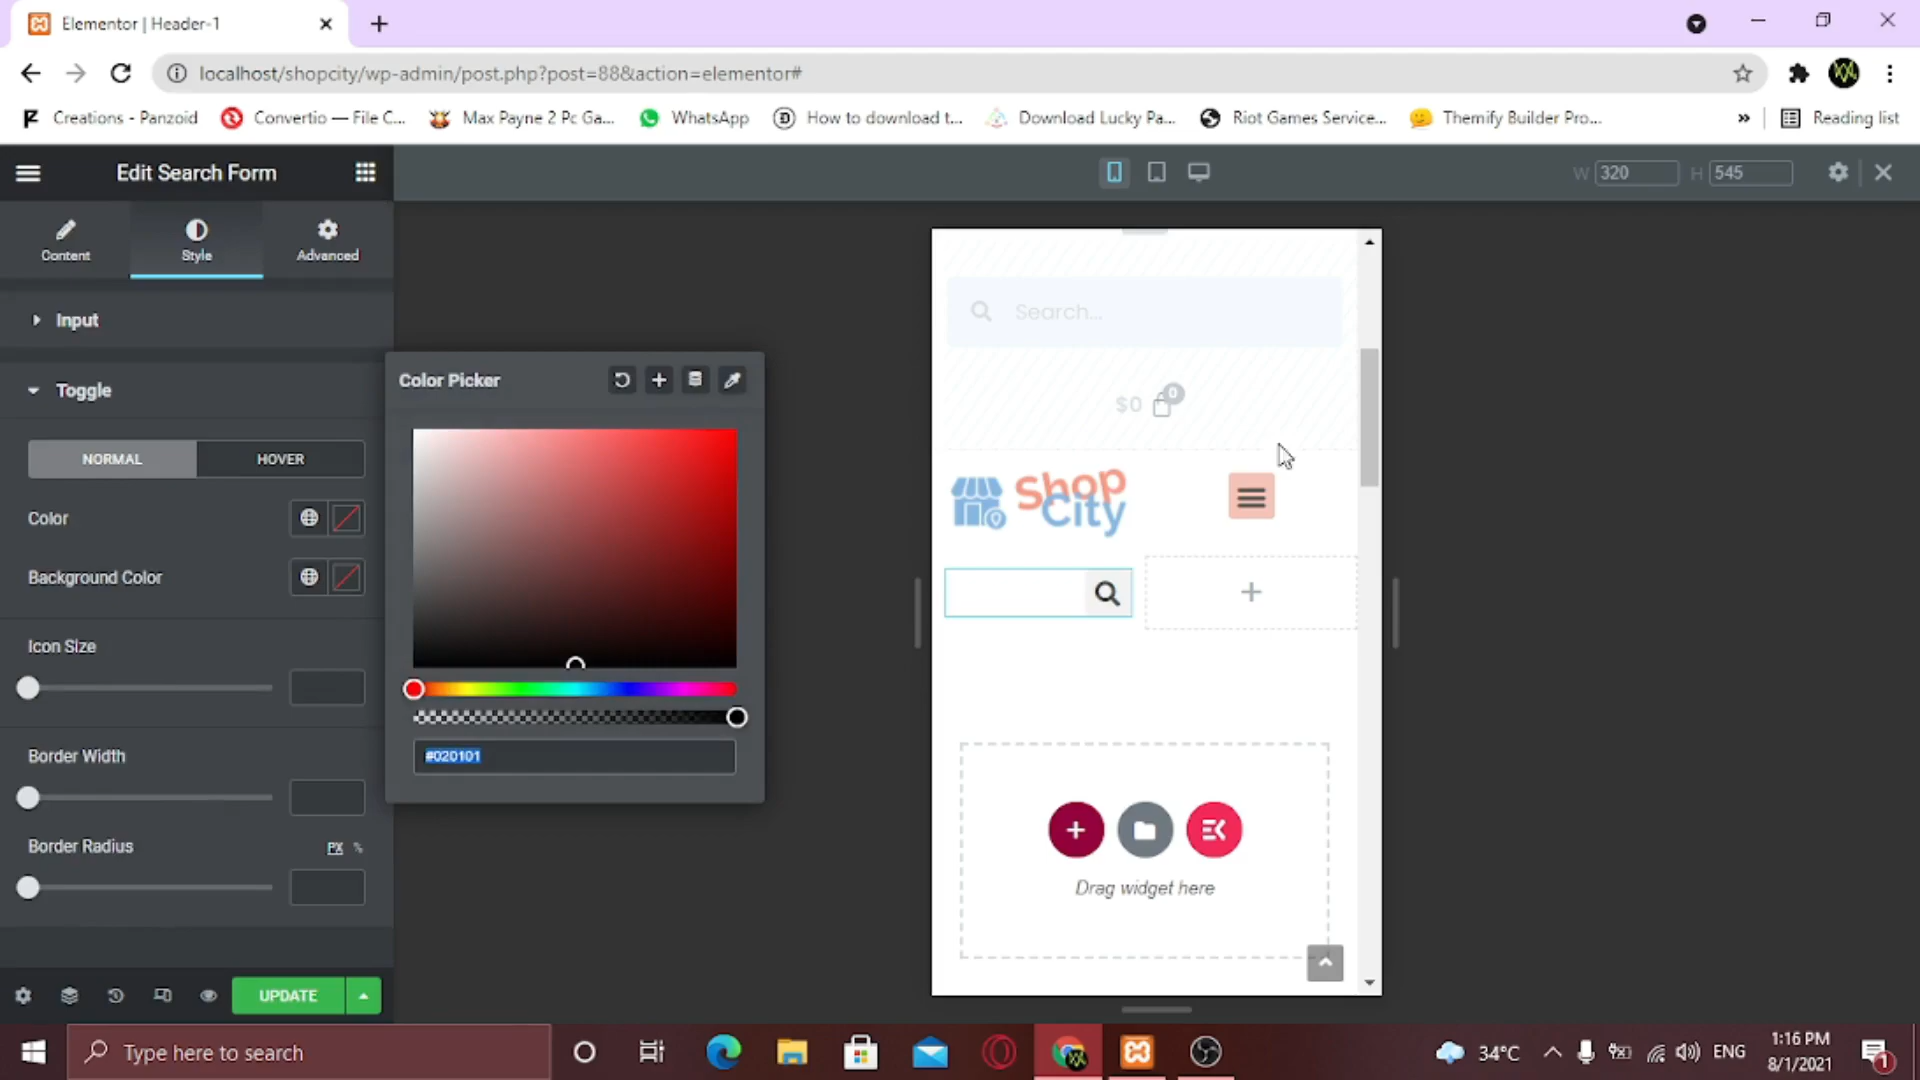 Elementor | Header-1
localhost/shopcity/wp-admin/post.php?post=88&action=elementor#
Creations - Panzoid
Convertio — File C...
Max Payne 2 Pc Ga...
WhatsApp
How to download t...
Download Lucky Pa...
Riot Games Service...
Themify Builder Pro...
»
Reading list
Edit Search Form
W 320 H 545
Content
Style
Advanced
Input
Toggle
NORMAL
HOVER
Color
Background Color
Icon Size
Border Width
Border Radius
PX %
UPDATE
Color Picker
#020101
Search...
$0
0
Shop
City
Drag widget here
Type here to search
34°C
ENG
1:16 PM
8/1/2021
1